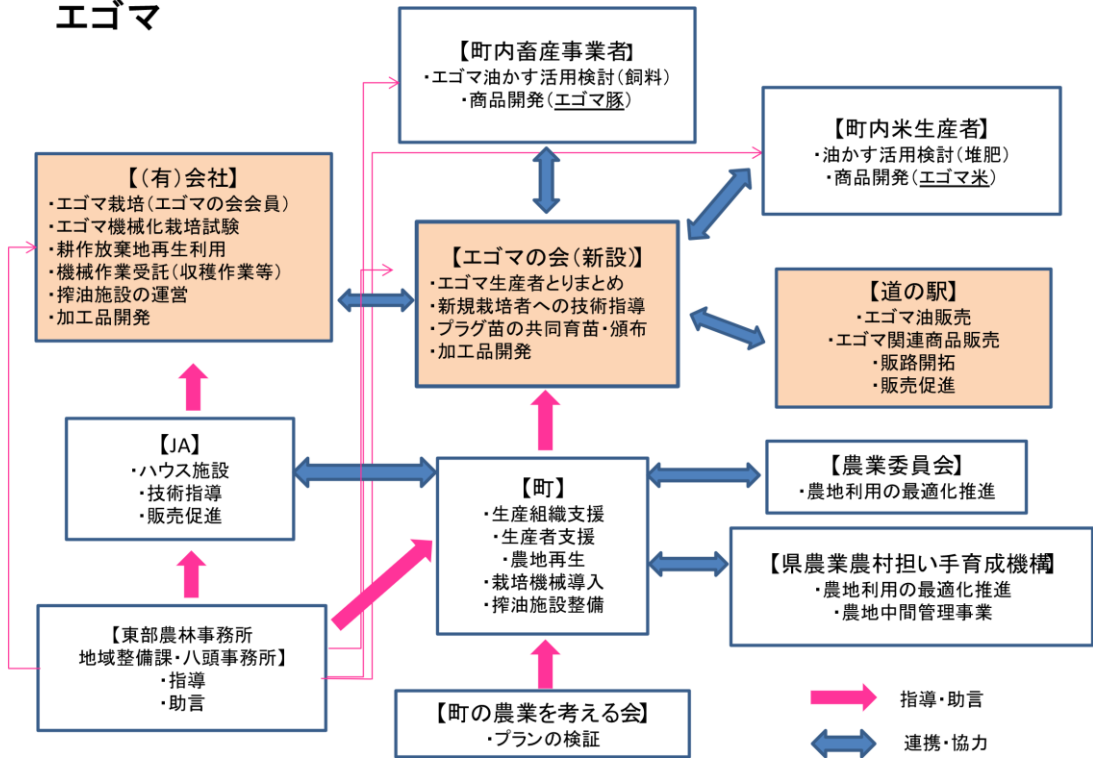 エゴマ
【町内畜産事業者】
・エゴマ油かす活用検討(飼料)
・商品開発(エゴマ豚)
【町内米生産者】
・油かす活用検討(堆肥)
・商品開発(エゴマ米)
【(有)会社】
・エゴマ栽培(エゴマの会会員)
・エゴマ機械化栽培試験
・耕作放棄地再生利用
・機械作業受託(収穫作業等)
・搾油施設の運営
・加工品開発
【エゴマの会(新設)】
・エゴマ生産者とりまとめ
・新規栽培者への技術指導
・プラグ苗の共同育苗・頒布
・加工品開発
【道の駅】
・エゴマ油販売
・エゴマ関連商品販売
・販路開拓
・販売促進
【JA】
・ハウス施設
・技術指導
・販売促進
【町】
・生産組織支援
・生産者支援
・農地再生
・栽培機械導入
・搾油施設整備
【農業委員会】
・農地利用の最適化推進
【県農業農村担い手育成機構】
・農地利用の最適化推進
・農地中間管理事業
【東部農林事務所
地域整備課・八頭事務所】
・指導
・助言
【町の農業を考える会】
・プランの検証
指導・助言
連携・協力